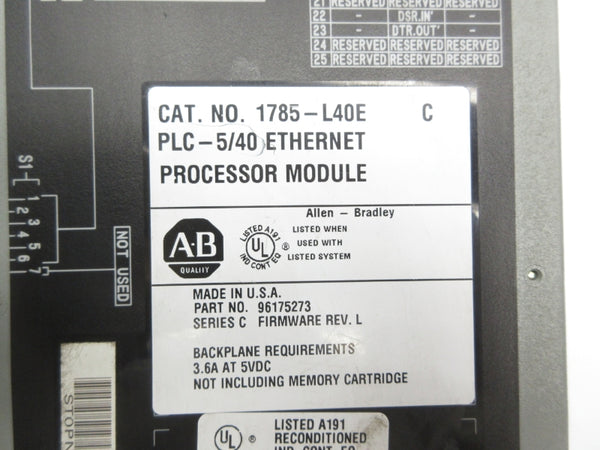 21 RESERVED RESERVED RESERVED
22 – DSR.IN' –
23 – DTR.OUT' –
24 RESERVED RESERVED RESERVED
25 RESERVED RESERVED RESERVED
CAT. NO. 1785–L40E C
PLC–5/40 ETHERNET
PROCESSOR MODULE
Allen – Bradley
A·B
QUALITY
LISTED A191
UL ®
IND CONT EQ
LISTED WHEN
USED WITH
LISTED SYSTEM
MADE IN U.S.A.
PART NO. 96175273
SERIES C FIRMWARE REV. L
BACKPLANE REQUIREMENTS
3.6A AT 5VDC
NOT INCLUDING MEMORY CARTRIDGE
S1
1 2 3 4 5 6 7
NOT USED
UL ®
LISTED A191
RECONDITIONED
IND. CONT. EQ.